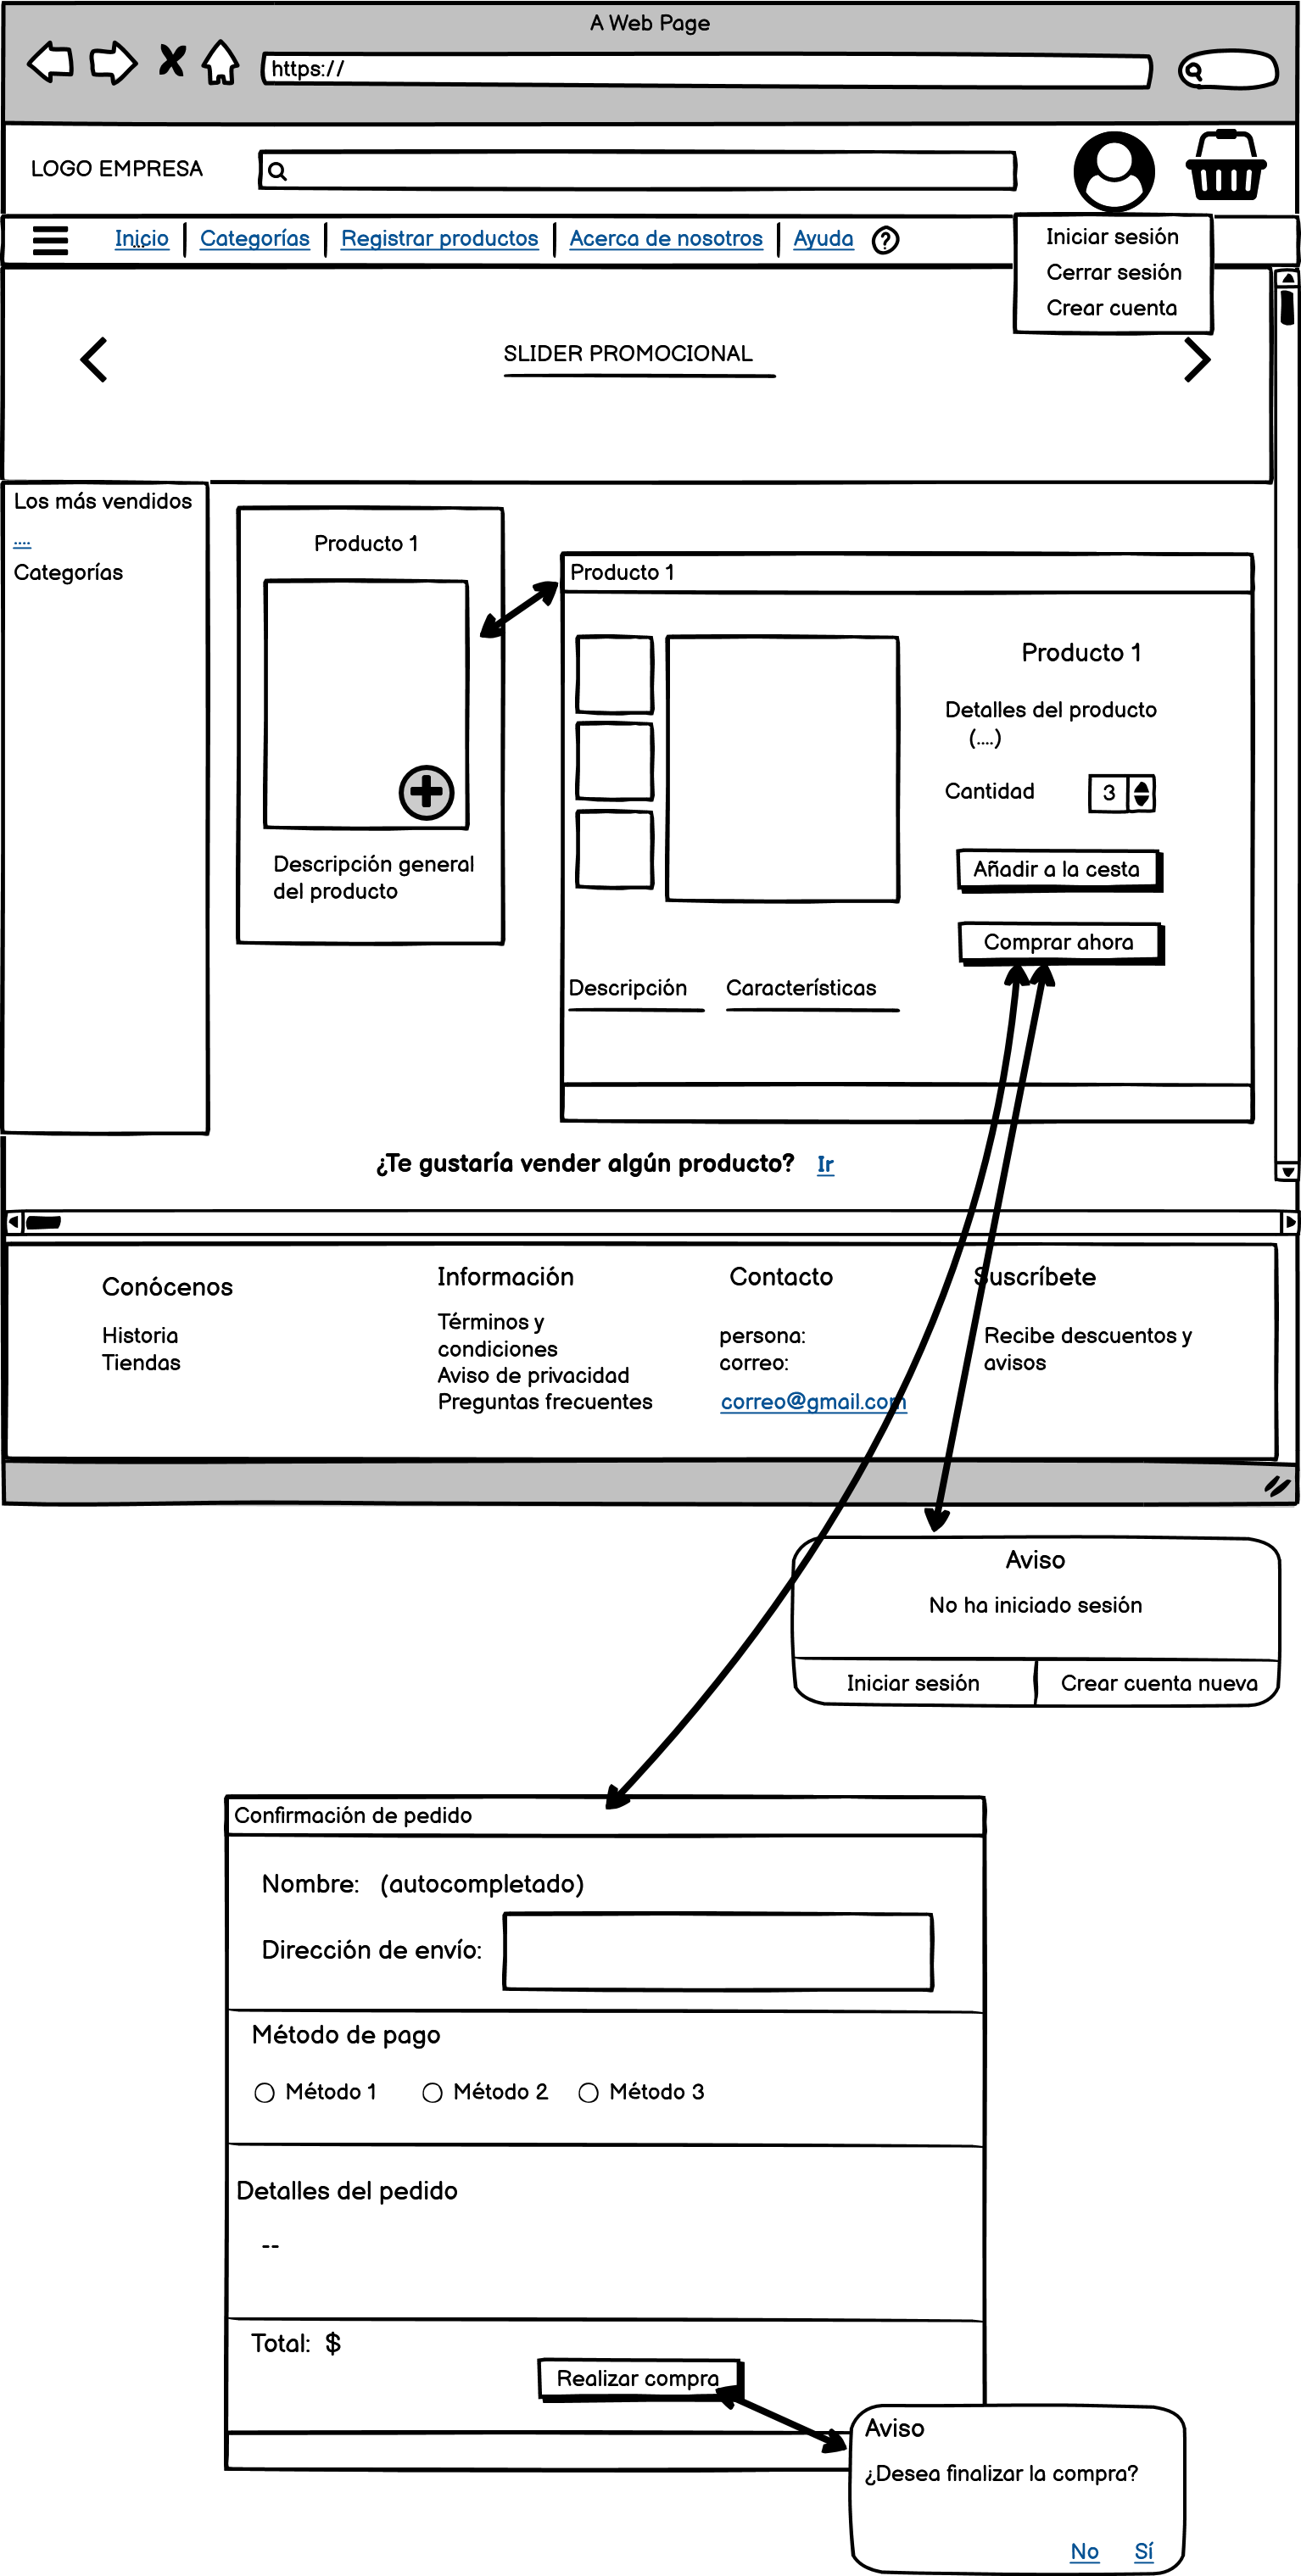 A Web Page
https://
LOGO EMPRESA
Inicio
Categorías
Registrar productos
Acerca de nosotros
Ayuda
?
Iniciar sesión
Cerrar sesión
Crear cuenta
SLIDER PROMOCIONAL
Los más vendidos
....
Categorías
Producto 1
Descripción general
del producto
Producto 1
Producto 1
Detalles del producto
(....)
Cantidad
3
Añadir a la cesta
Comprar ahora
Descripción
Características
¿Te gustaría vender algún producto? Ir
Conócenos
Historia
Tiendas
Información
Términos y
condiciones
Aviso de privacidad
Preguntas frecuentes
Contacto
persona:
correo:
correo@gmail.com
Suscríbete
Recibe descuentos y
avisos
Aviso
No ha iniciado sesión
Iniciar sesión
Crear cuenta nueva
Confirmación de pedido
Nombre: (autocompletado)
Dirección de envío:
Método de pago
Método 1
Método 2
Método 3
Detalles del pedido
--
Total: $
Realizar compra
Aviso
¿Desea finalizar la compra?
No
Sí